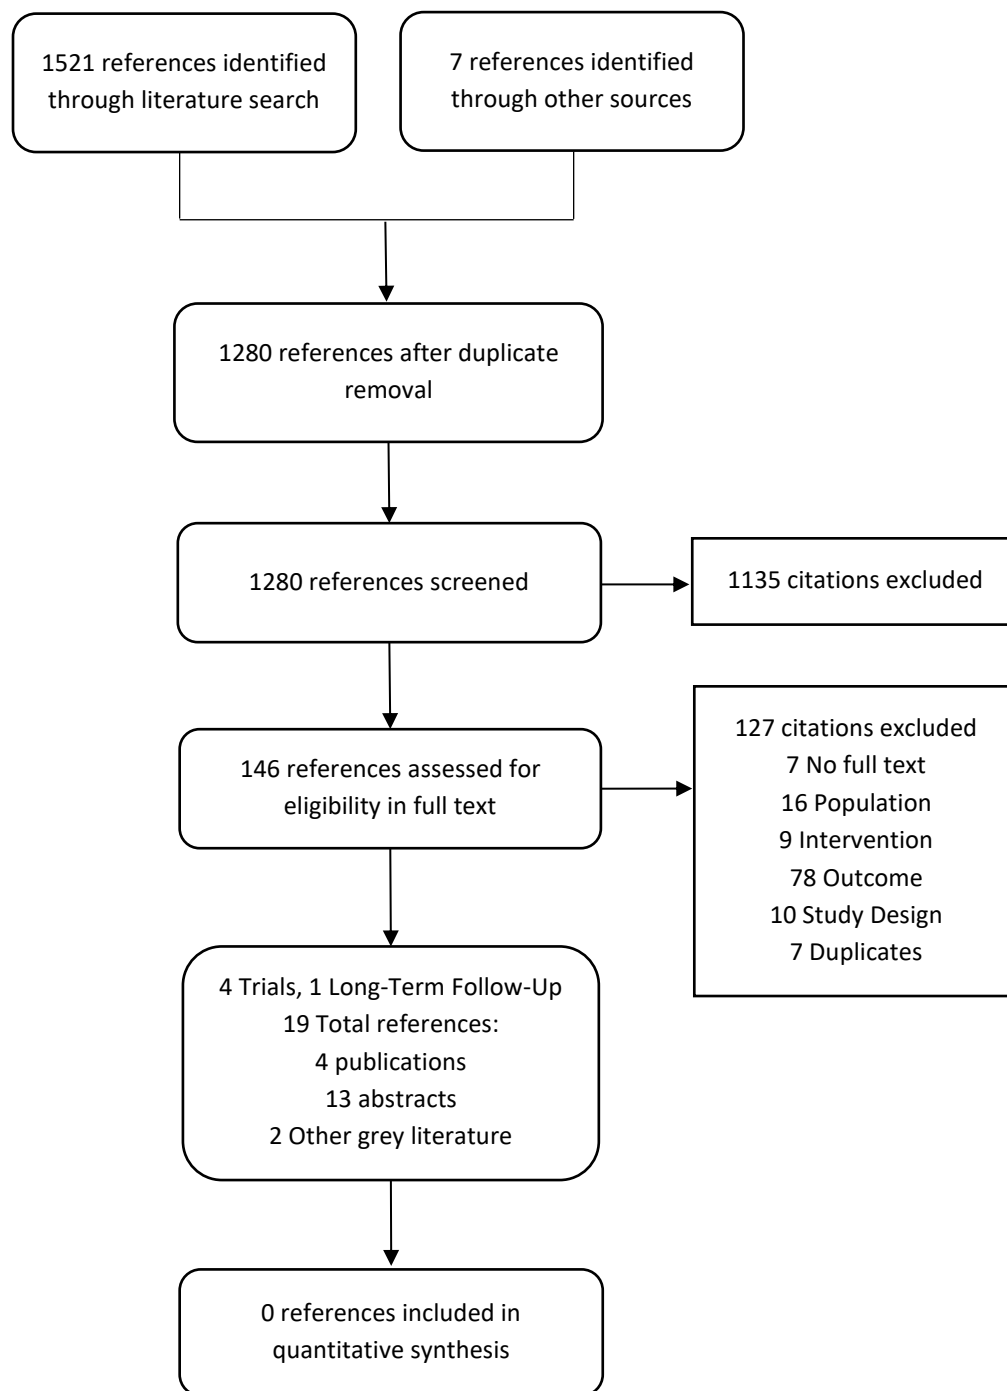 1521 references identified
through literature search
7 references identified
through other sources
1280 references after duplicate
removal
1280 references screened
1135 citations excluded
146 references assessed for
eligibility in full text
127 citations excluded
7 No full text
16 Population
9 Intervention
78 Outcome
10 Study Design
7 Duplicates
4 Trials, 1 Long-Term Follow-Up
19 Total references:
4 publications
13 abstracts
2 Other grey literature
0 references included in
quantitative synthesis